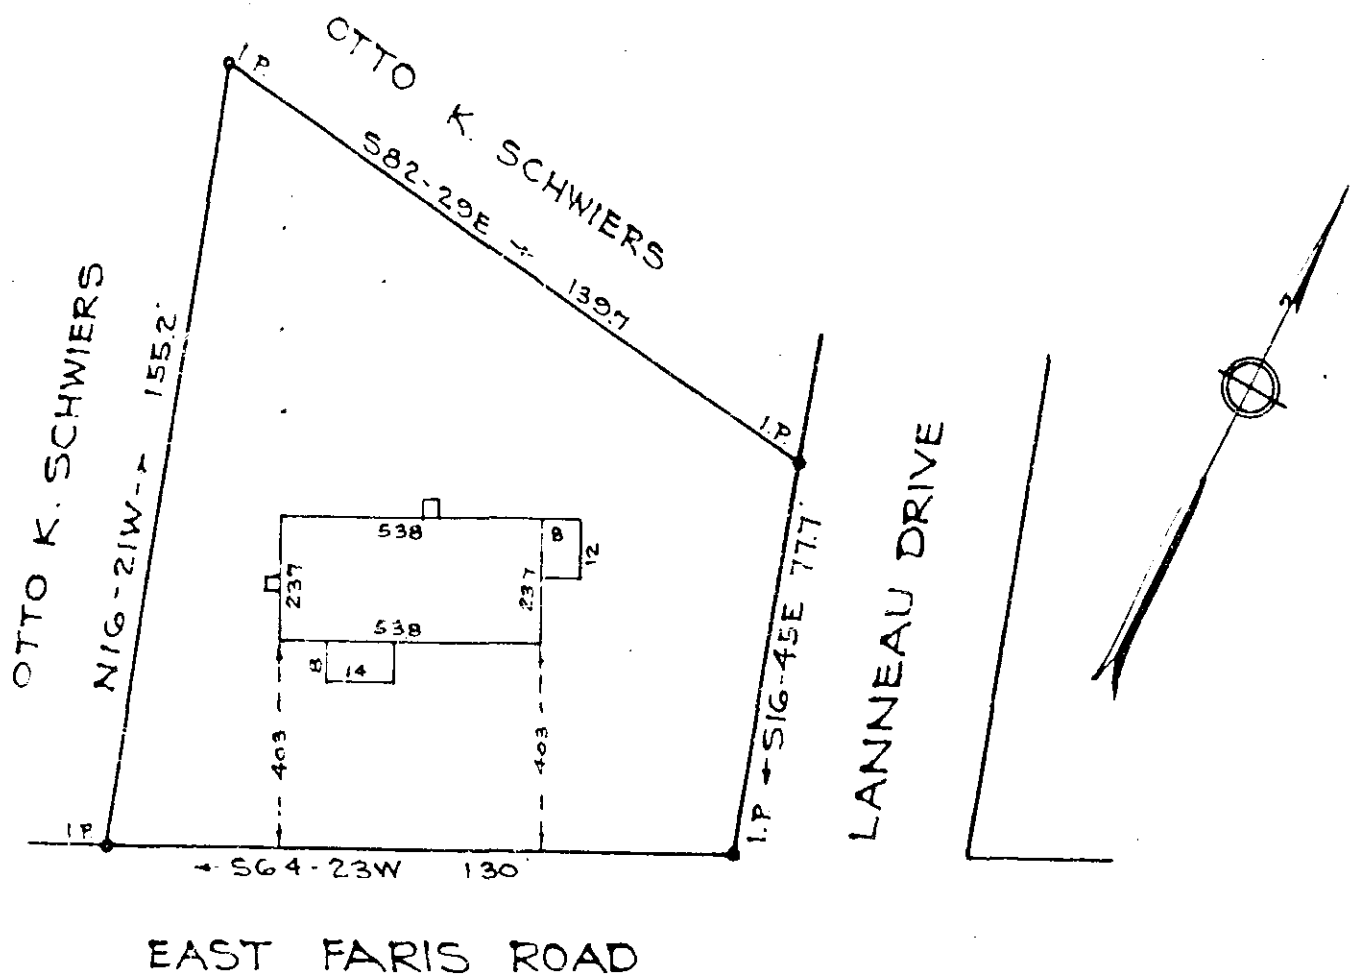 I.P.
OTTO K. SCHWIERS
S82-29E 139.7
I.P.
OTTO K. SCHWIERS
N16-21W 155.2'
N
LANNEAU DRIVE
S16-45E 77.7'
538
8
12
237
237
538
8
14
403
403
I.P.
I.P.
S64-23W 130'
EAST FARIS ROAD